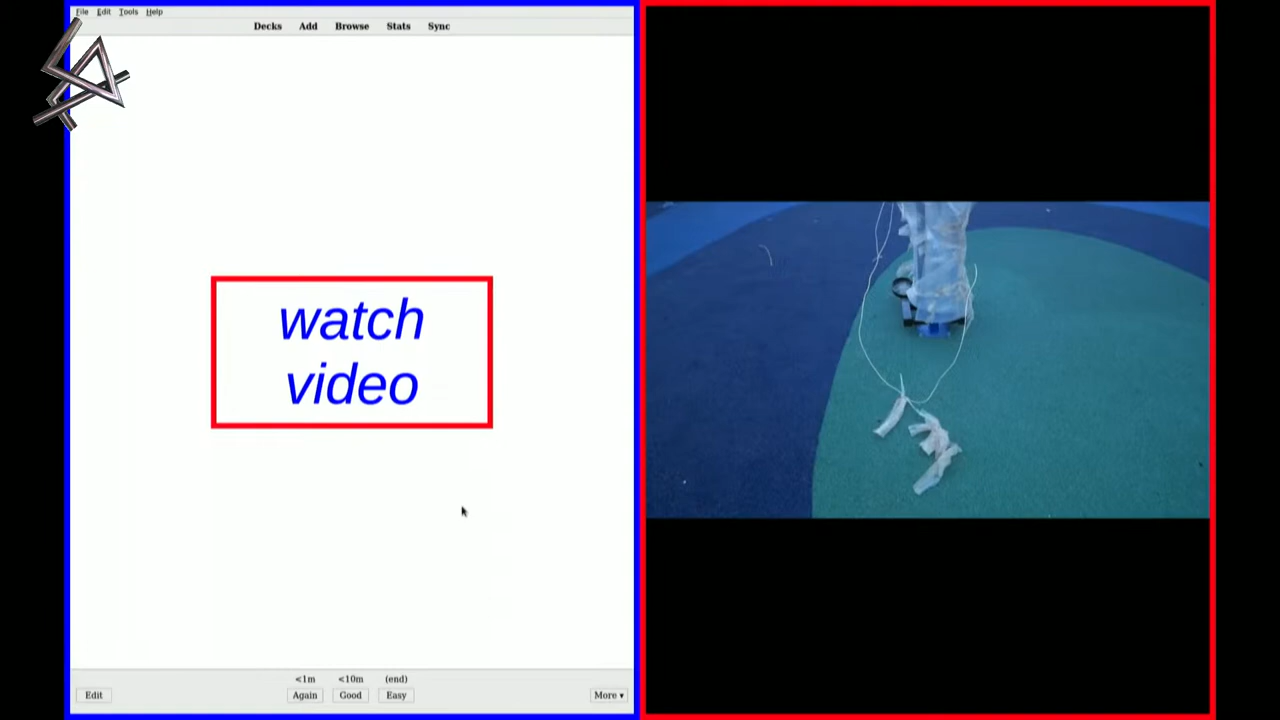 File Edit Tools Help
Decks Add Browse Stats Sync
watch
video
<1m <10m (end)
Edit Again Good Easy More ▾